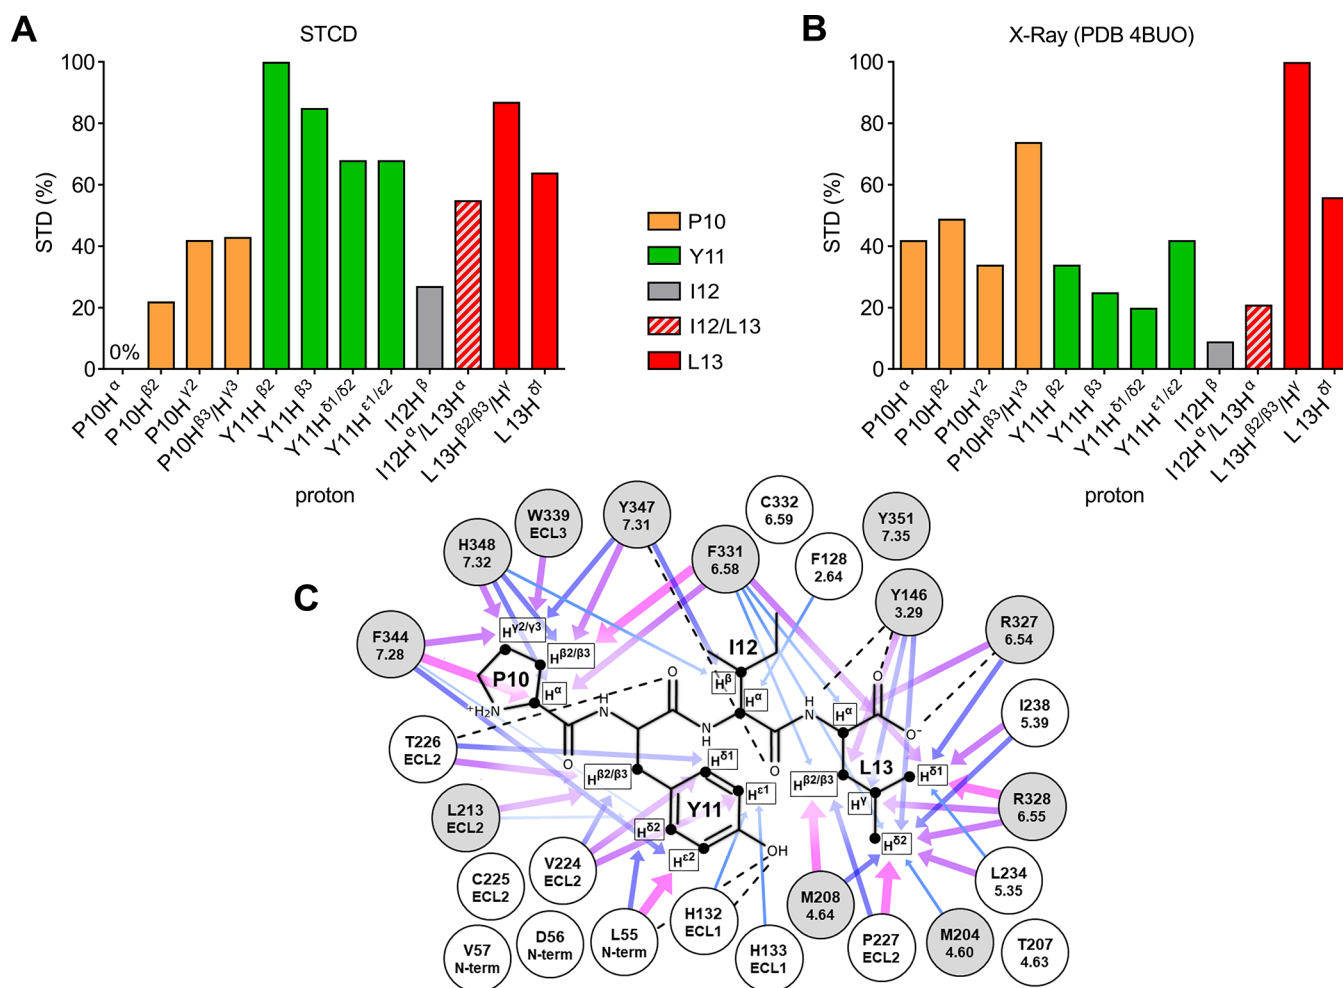 A
STCD
STD (%)
100
80
60
40
20
0
0%
P10Hα
P10Hβ2
P10Hγ2
P10Hβ3/Hγ3
Y11Hβ2
Y11Hβ3
Y11Hδ1/δ2
Y11Hε1/ε2
I12Hβ
I12Hα/L13Hα
L13Hβ2/β3/Hγ
L13Hδ1
proton
P10
Y11
I12
I12/L13
L13
B
X-Ray (PDB 4BUO)
STD (%)
100
80
60
40
20
0
P10Hα
P10Hβ2
P10Hγ2
P10Hβ3/Hγ3
Y11Hβ2
Y11Hβ3
Y11Hδ1/δ2
Y11Hε1/ε2
I12Hβ
I12Hα/L13Hα
L13Hβ2/β3/Hγ
L13Hδ1
proton
C
H348
7.32
W339
ECL3
Y347
7.31
F331
6.58
C332
6.59
F128
2.64
Y351
7.35
Y146
3.29
R327
6.54
F344
7.28
I238
5.39
T226
ECL2
L213
ECL2
R328
6.55
C225
ECL2
V224
ECL2
L234
5.35
V57
N-term
D56
N-term
L55
N-term
H132
ECL1
H133
ECL1
M208
4.64
P227
ECL2
M204
4.60
T207
4.63
Hγ2/γ3
Hβ2/β3
P10
Hα
+H2N
O
H
N
O
N
H
Hβ2/β3
Hδ1
Hε1
Y11
Hδ2
Hε2
OH
I12
Hβ
Hα
O
H
N
Hα
O
O-
Hβ2/β3
L13
Hδ1
Hγ
Hδ2